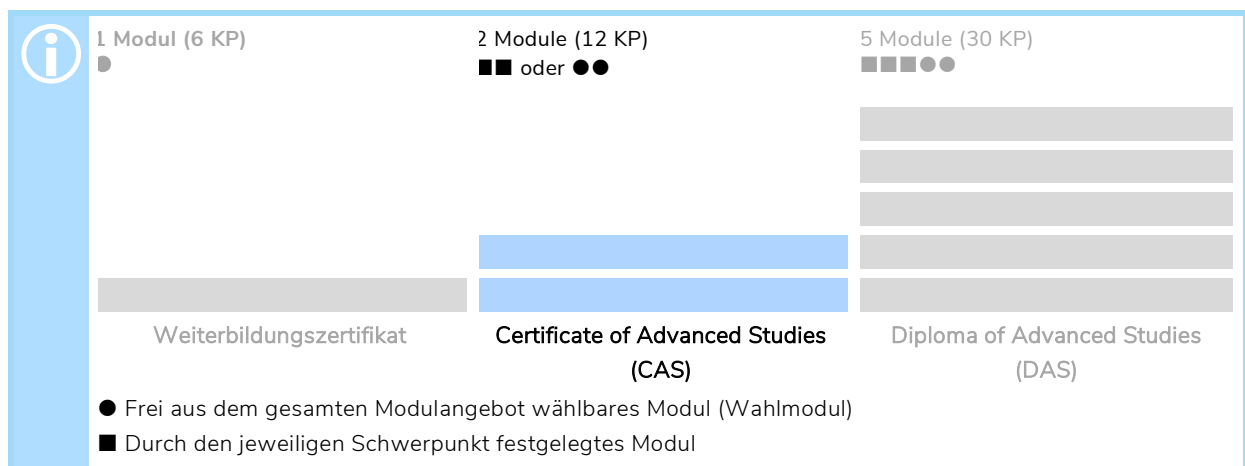 1 Modul (6 KP)
●
2 Module (12 KP)
■■ oder ●●
5 Module (30 KP)
■■■●●
Weiterbildungszertifikat
Certificate of Advanced Studies
(CAS)
Diploma of Advanced Studies
(DAS)
● Frei aus dem gesamten Modulangebot wählbares Modul (Wahlmodul)
■ Durch den jeweiligen Schwerpunkt festgelegtes Modul